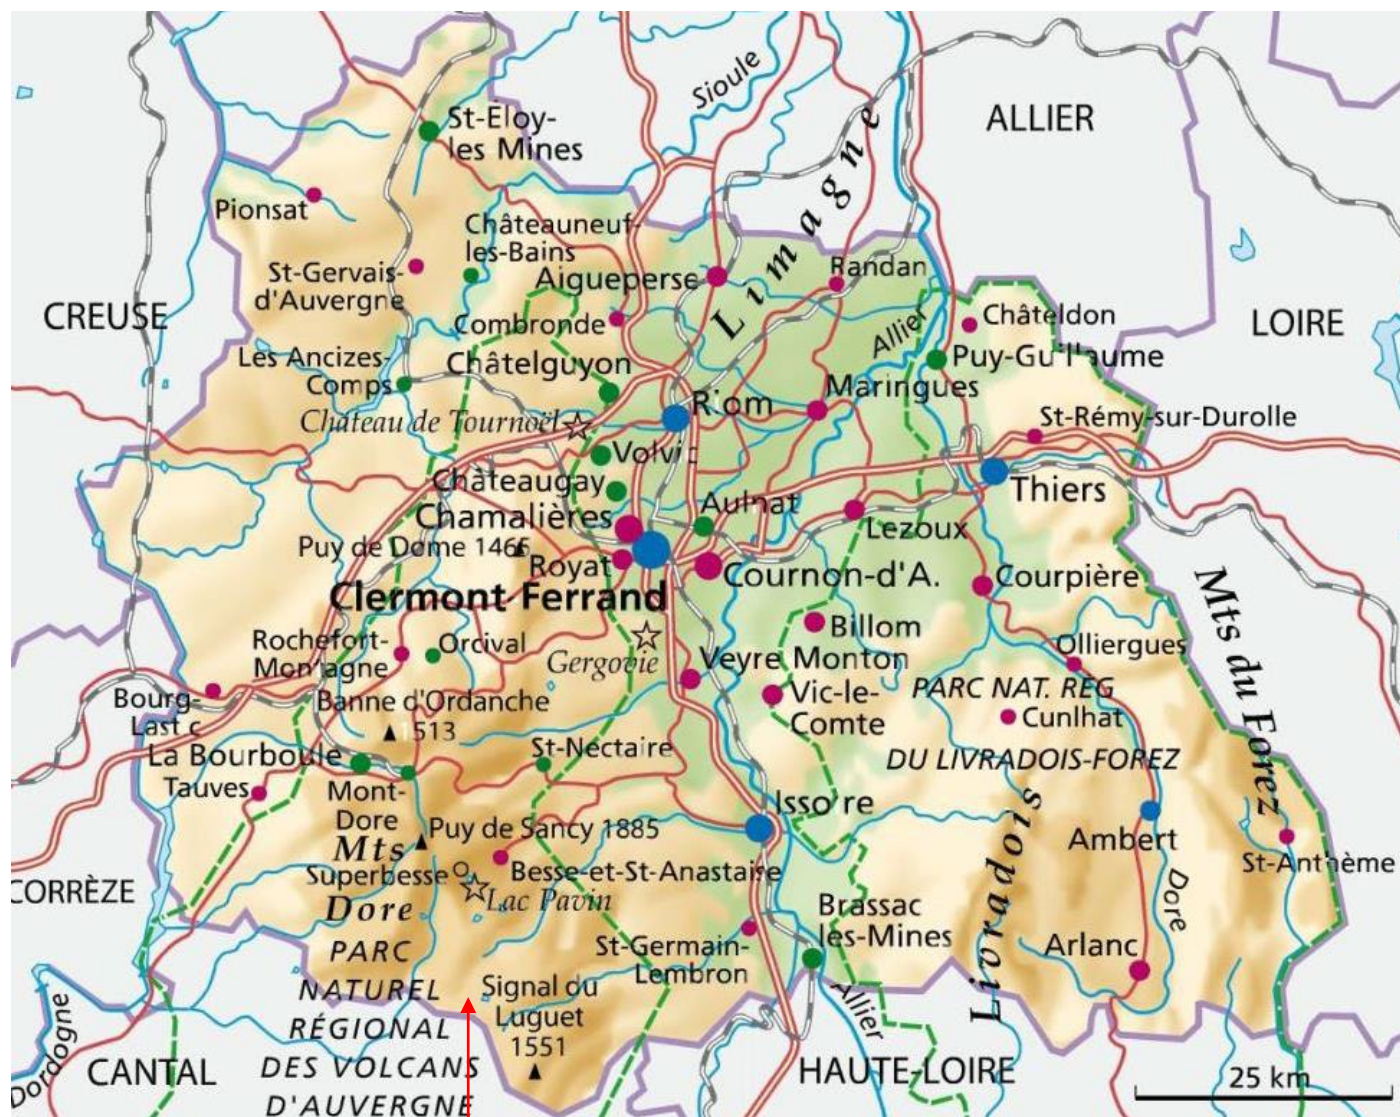 Sioule
ALLIER
St-Éloy-
les Mines
Limagne
Pionsat
Châteauneuf-
les-Bains
St-Gervais-
d'Auvergne
Aigueperse
Randan
CREUSE
Combronde
Allier
Châteldon
LOIRE
Les Ancizes-
Comps
Châtelguyon
Puy-Guillaume
Maringues
Château de Tournoël
Riom
St-Rémy-sur-Durolle
Volvic
Châteaugay
Aulnat
Thiers
Chamalières
Lezoux
Puy de Dome 1465
Royat
Cournon-d'A.
Courpière
Clermont Ferrand
Mts du Forez
Billom
Rochefort-
Montagne
Orcival
Gergovie
Veyre Monton
Olliergues
PARC NAT. REG
Bourg-
Last c
Banne d'Ordanche
1513
Vic-le-
Comte
Cunlhat
La Bourboule
St-Nectaire
DU LIVRADOIS-FOREZ
Tauves
Mont-
Dore
Issoire
Livradois
Puy de Sancy 1885
Ambert
Mts
Dore
Superbesse
Besse-et-St-Anastaise
St-Anthème
CORRÈZE
Lac Pavin
Dore
Brassac
les-Mines
PARC
NATUREL
RÉGIONAL
DES VOLCANS
D'AUVERGNE
St-Germain-
Lembron
Arlanc
Signal du
Luguet
1551
Allier
Dordogne
CANTAL
HAUTE-LOIRE
25 km